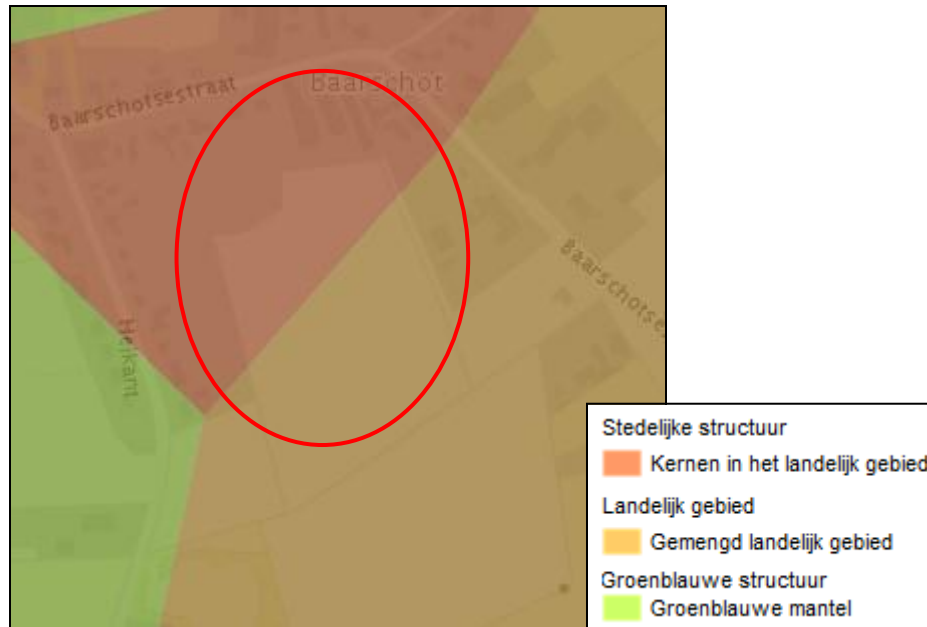 Baarschot
Baarschotsestraat
Baarschotse
Heikant
Stedelijke structuur
Kernen in het landelijk gebied
Landelijk gebied
Gemengd landelijk gebied
Groenblauwe structuur
Groenblauwe mantel